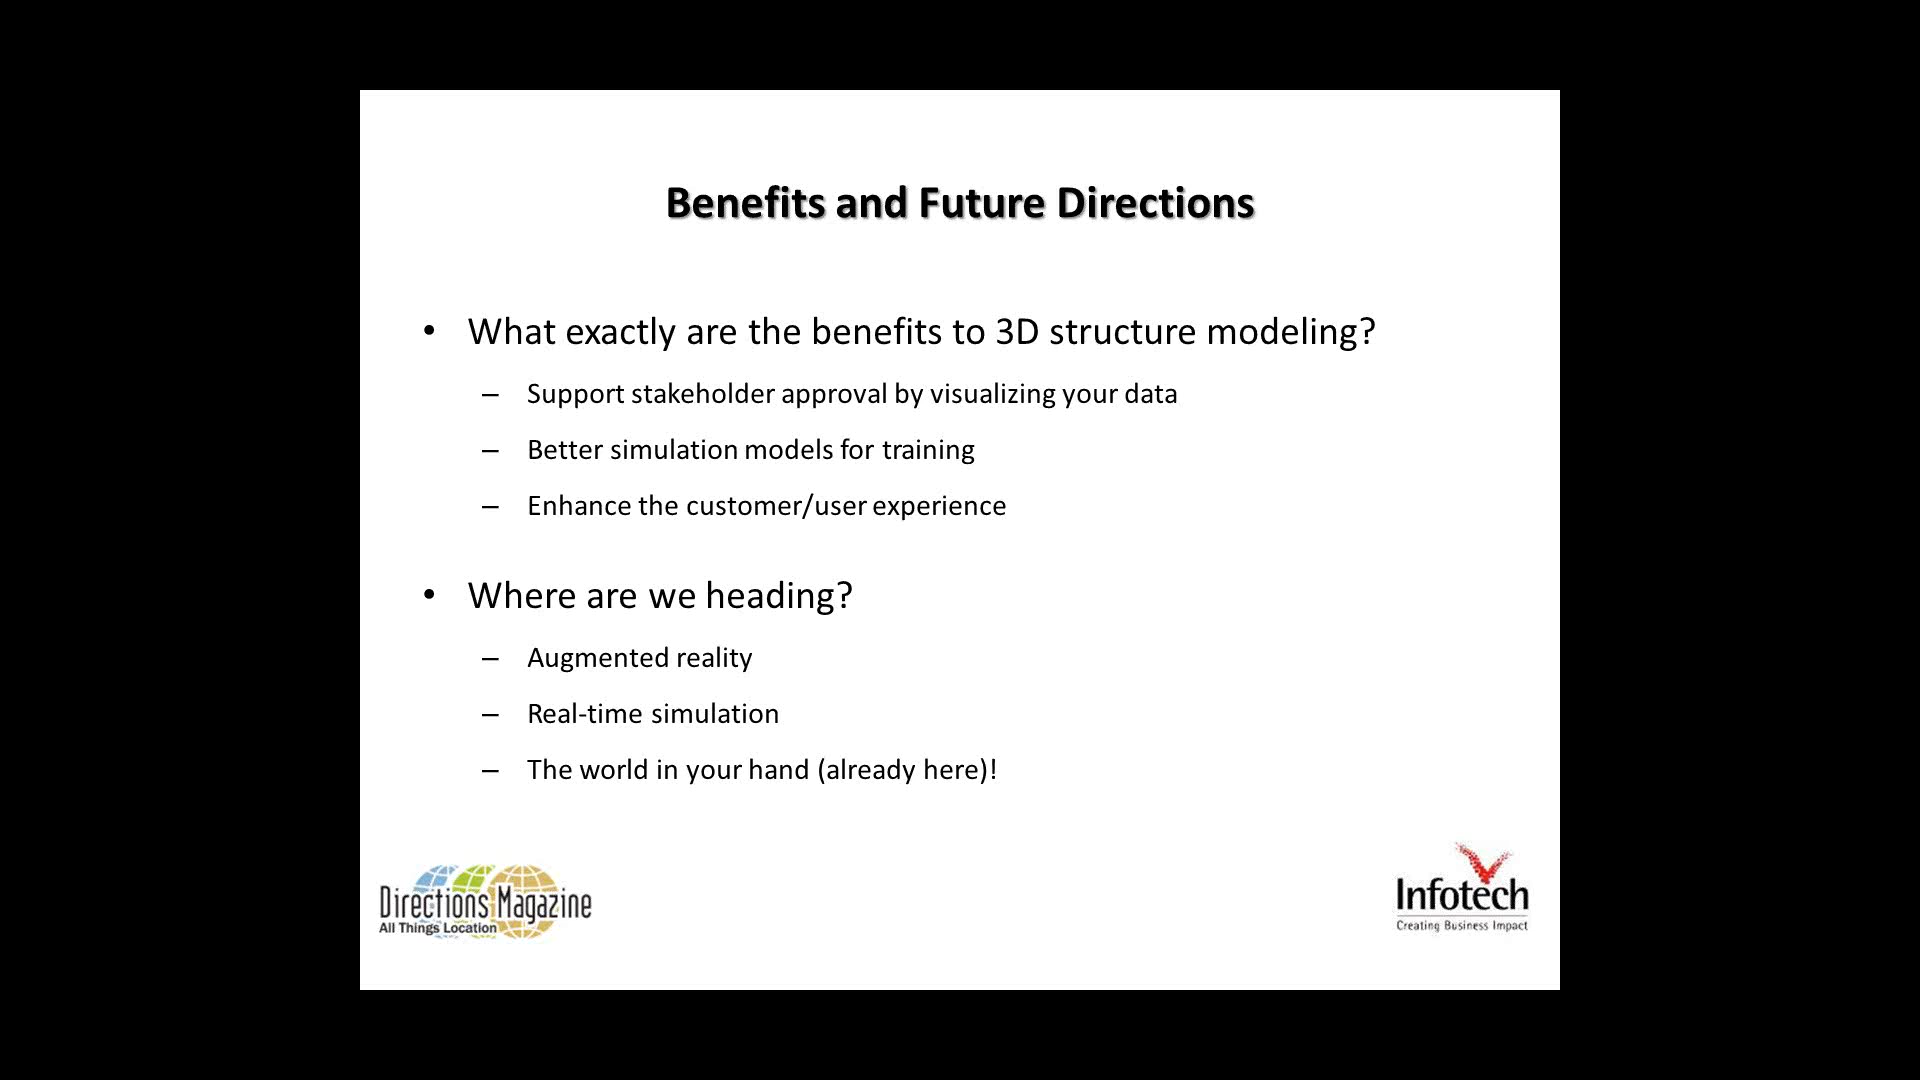 Benefits and Future Directions
• What exactly are the benefits to 3D structure modeling?
– Support stakeholder approval by visualizing your data
– Better simulation models for training
– Enhance the customer/user experience
• Where are we heading?
– Augmented reality
– Real-time simulation
– The world in your hand (already here)!
Directions Magazine
All Things Location
Infotech
Creating Business Impact